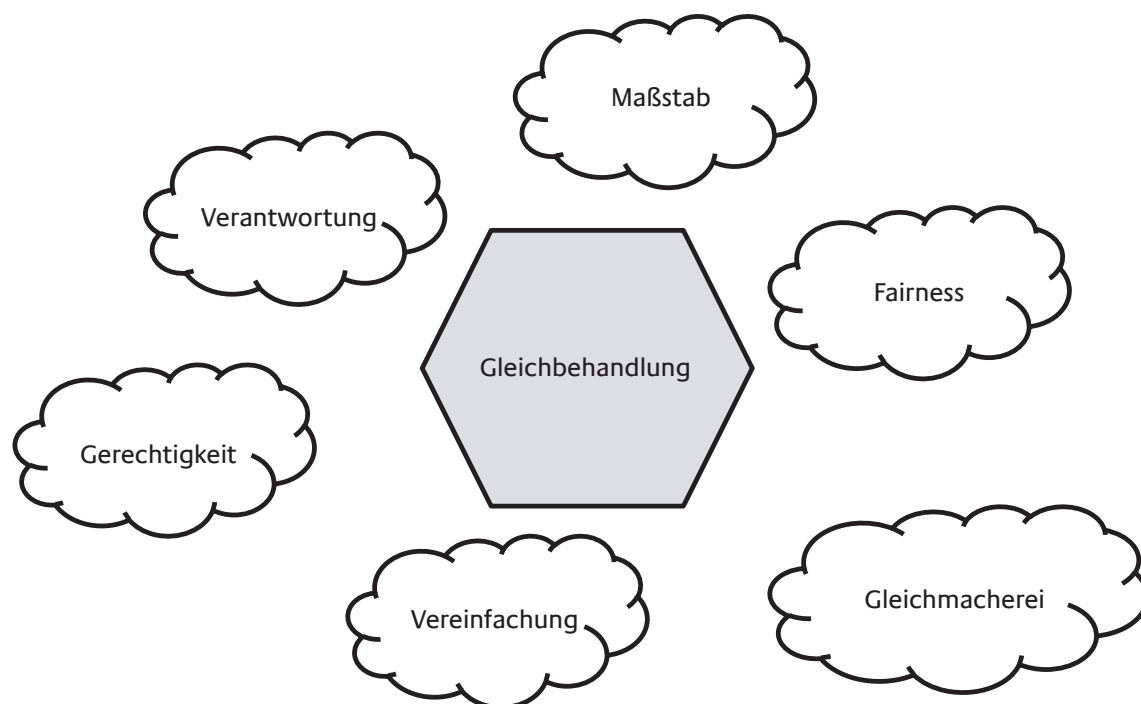 Maßstab
Verantwortung
Fairness
Gleichbehandlung
Gerechtigkeit
Gleichmacherei
Vereinfachung